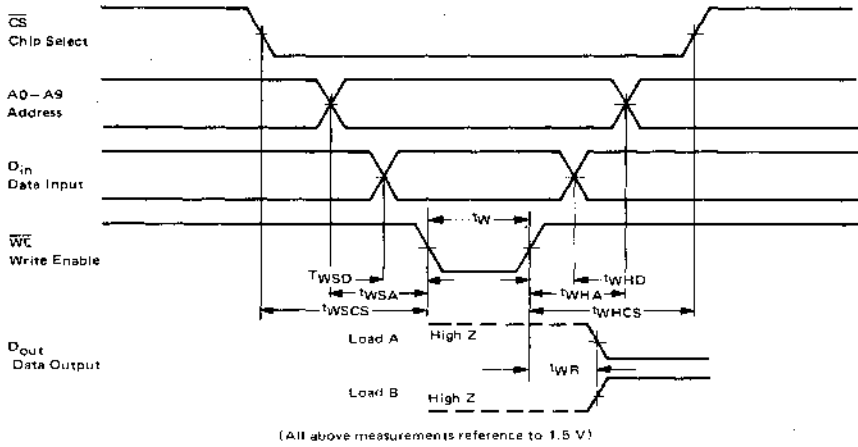 CS
Chip Select
A0–A9
Address
Din
Data Input
tW
WE
Write Enable
TWSD
tWHD
tWSA
tWHA
tWSCS
tWHCS
Load A
High Z
Dout
Data Output
tWR
Load B
High Z
(All above measurements reference to 1.5 V)